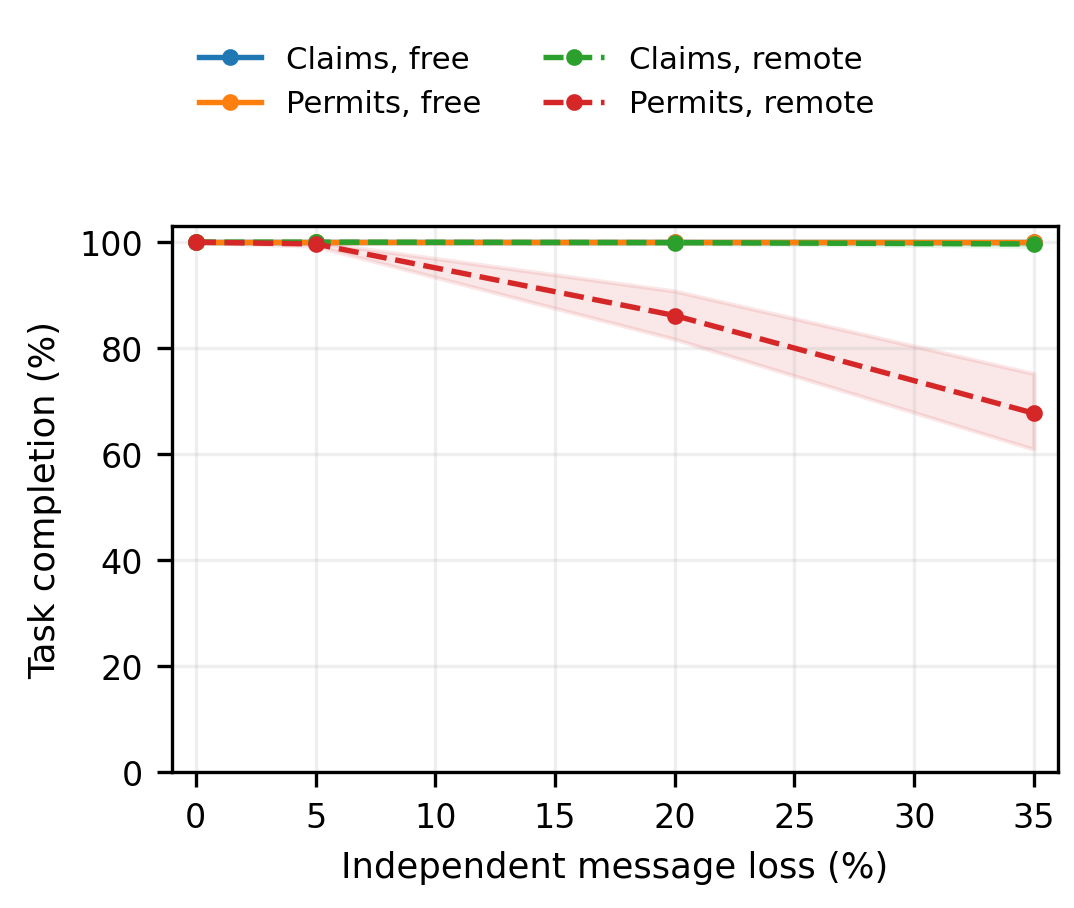 Claims, free
Permits, free
Claims, remote
Permits, remote
100
80
60
40
20
0
Task completion (%)
0 5 10 15 20 25 30 35
Independent message loss (%)